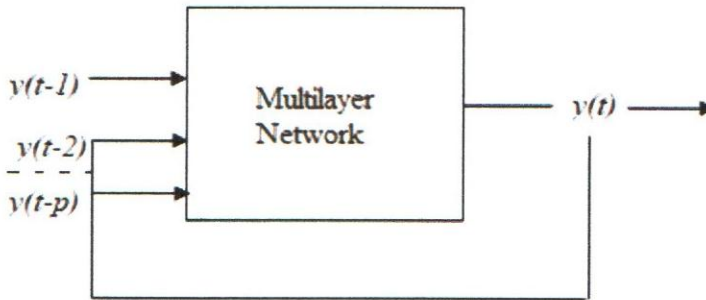 y(t-1)
y(t-2)
y(t-p)
Multilayer
Network
y(t)